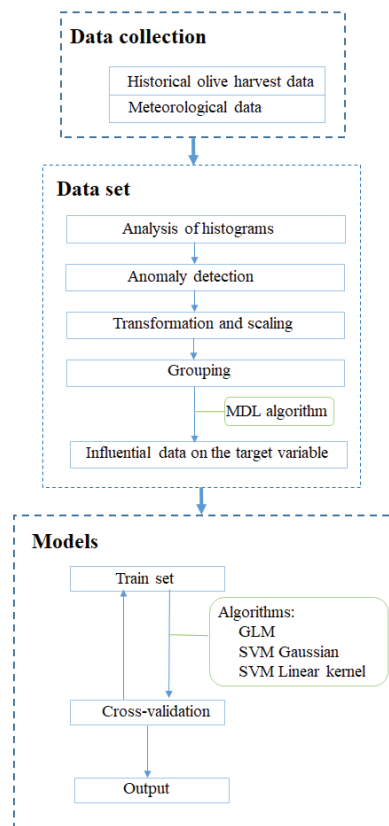 Data collection
Historical olive harvest data
Meteorological data
Data set
Analysis of histograms
Anomaly detection
Transformation and scaling
Grouping
MDL algorithm
Influential data on the target variable
Models
Train set
Algorithms:
GLM
SVM Gaussian
SVM Linear kernel
Cross-validation
Output